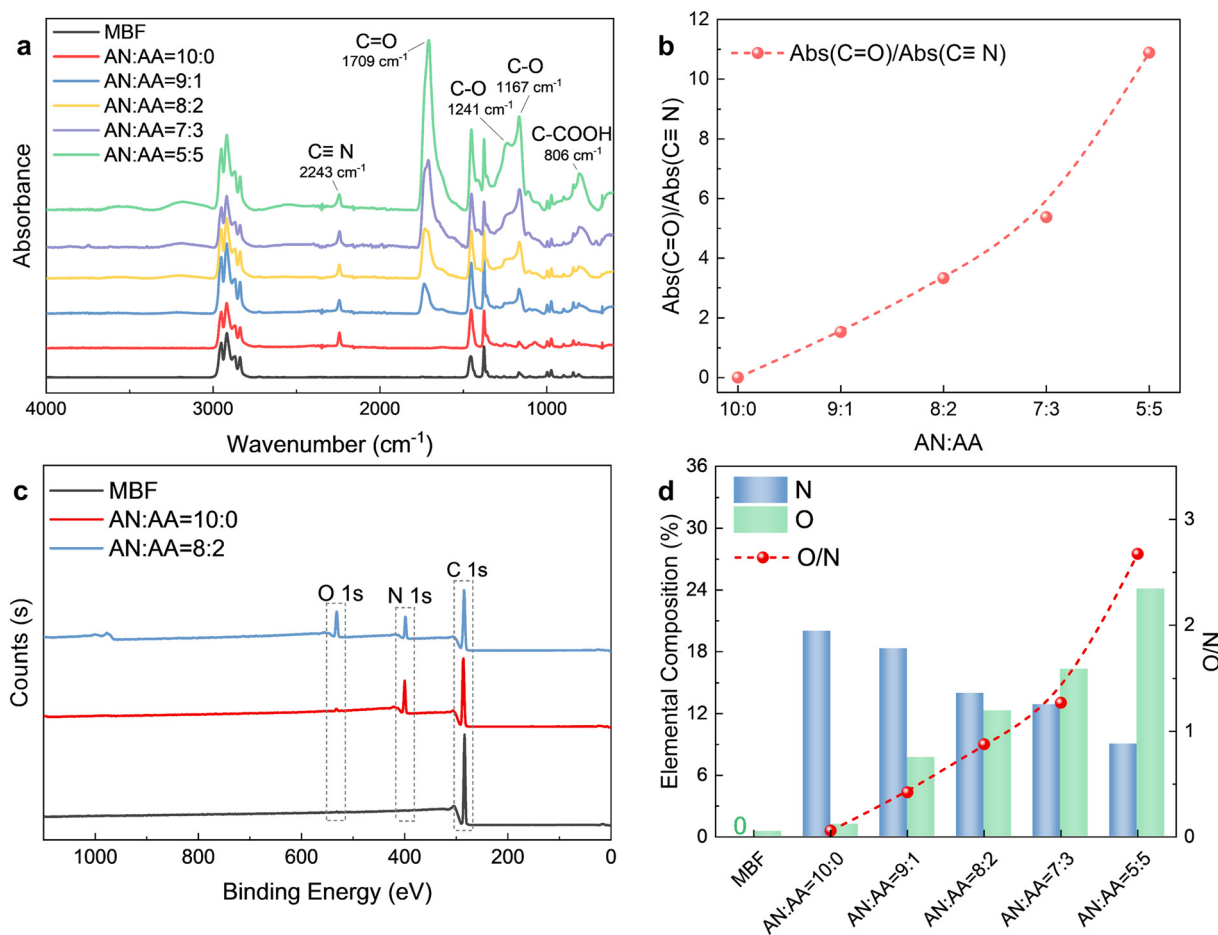 a
MBF
AN:AA=10:0
AN:AA=9:1
AN:AA=8:2
AN:AA=7:3
AN:AA=5:5
C=O
1709 cm⁻¹
C-O
1241 cm⁻¹
C-O
1167 cm⁻¹
C-COOH
806 cm⁻¹
C≡ N
2243 cm⁻¹
Absorbance
4000 3000 2000 1000
Wavenumber (cm⁻¹)
b
Abs(C=O)/Abs(C≡ N)
Abs(C=O)/Abs(C≡ N)
12
10
8
6
4
2
0
10:0 9:1 8:2 7:3 5:5
AN:AA
c
MBF
AN:AA=10:0
AN:AA=8:2
O 1s
N 1s
C 1s
Counts (s)
1000 800 600 400 200 0
Binding Energy (eV)
d
N
O
O/N
Elemental Composition (%)
36
30
24
18
12
6
0
0
3
2
1
0
O/N
MBF
AN:AA=10:0
AN:AA=9:1
AN:AA=8:2
AN:AA=7:3
AN:AA=5:5